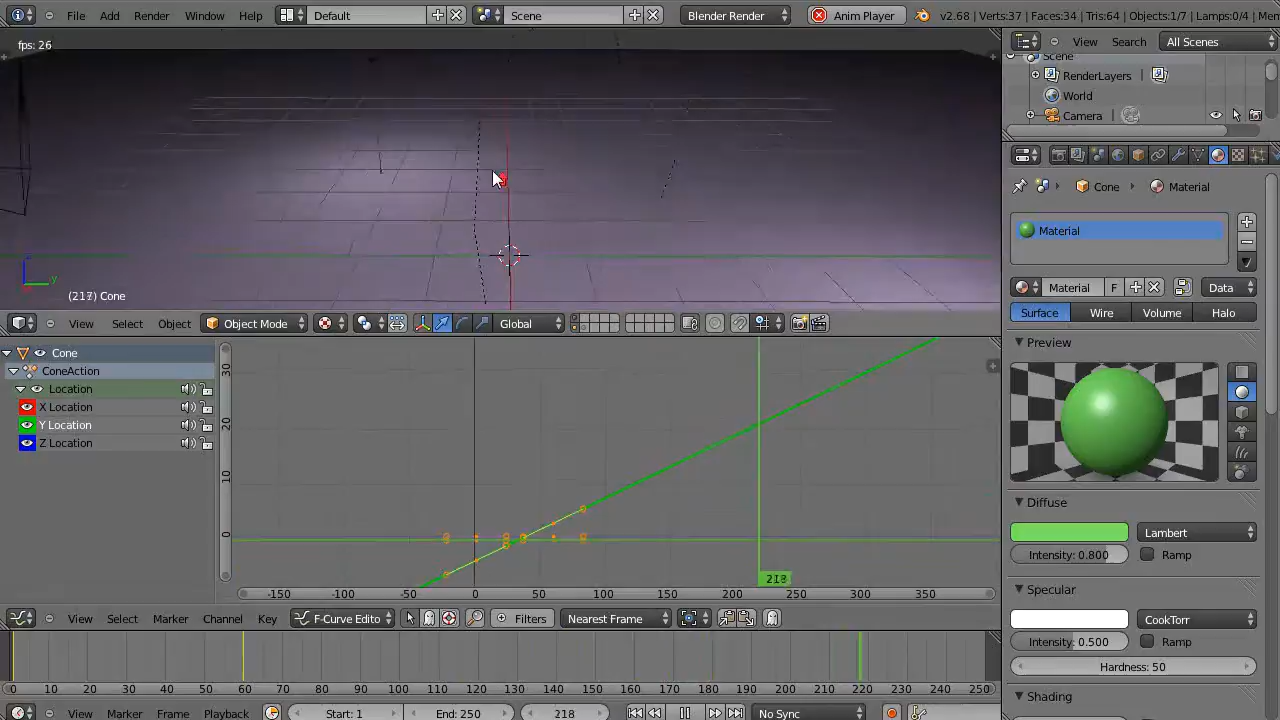 File Add Render Window Help Default Scene Blender Render Anim Player v2.68 | Verts:37 | Faces:34 | Tris:64 | Objects:1/7 | Lamps:0/4 | Mem
fps: 26
View Search All Scenes
Scene
RenderLayers
World
Camera
Cone Material
Material
Material F Data
Surface Wire Volume Halo
Preview
y
(217) Cone
View Select Object Object Mode Global
Cone
ConeAction
Location
X Location
Y Location
Z Location
30
20
10
0
218
-150 -100 -50 0 50 100 150 200 250 300 350
Diffuse
Lambert
Intensity: 0.800 Ramp
Specular
CookTorr
Intensity: 0.500 Ramp
Hardness: 50
Shading
View Select Marker Channel Key F-Curve Edito Filters Nearest Frame
0 10 20 30 40 50 60 70 80 90 100 110 120 130 140 150 160 170 180 190 200 210 220 230 240 250
View Marker Frame Playback Start: 1 End: 250 218 No Sync